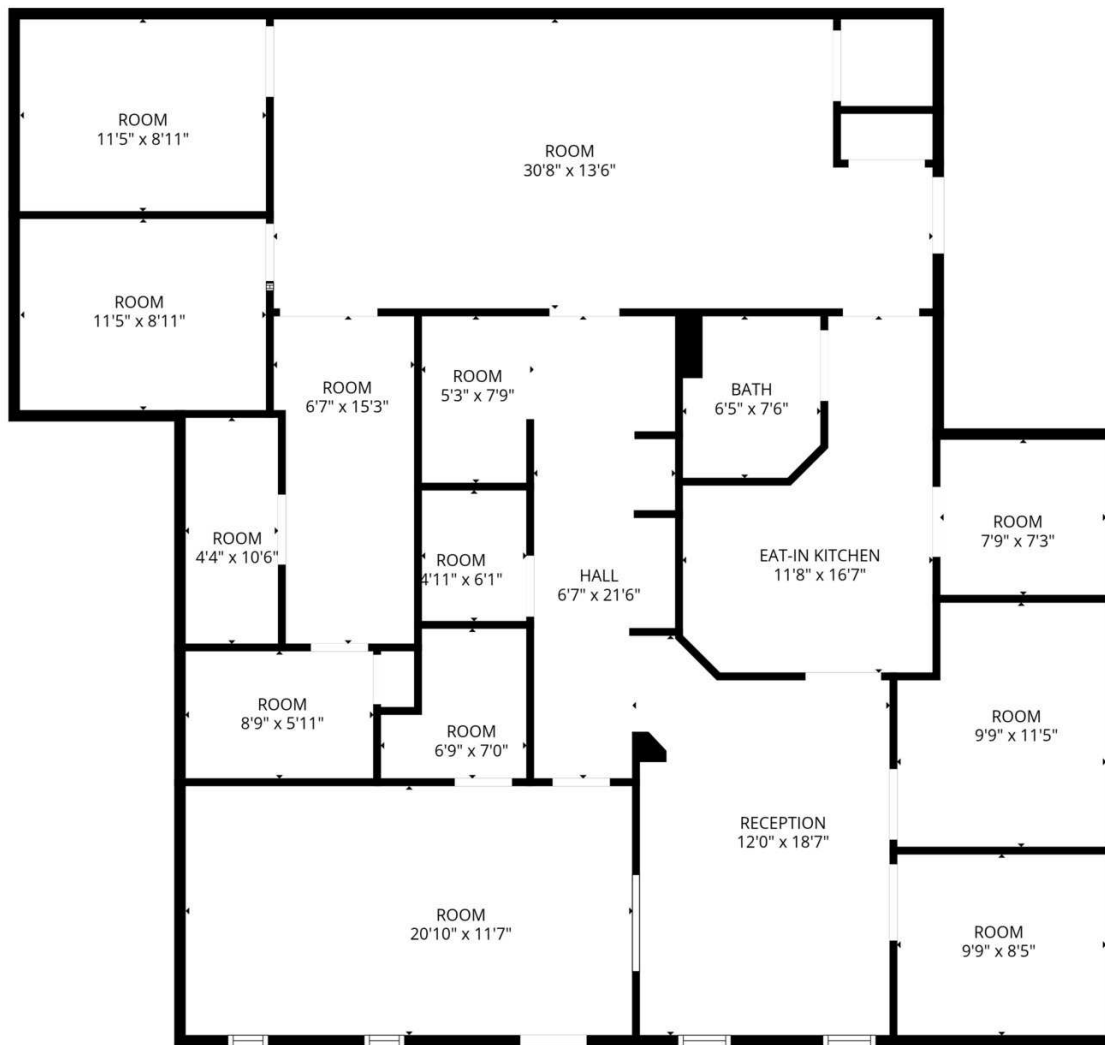 ROOM
11'5" x 8'11"
ROOM
30'8" x 13'6"
ROOM
11'5" x 8'11"
ROOM
6'7" x 15'3"
ROOM
5'3" x 7'9"
BATH
6'5" x 7'6"
ROOM
4'4" x 10'6"
ROOM
4'11" x 6'1"
HALL
6'7" x 21'6"
EAT-IN KITCHEN
11'8" x 16'7"
ROOM
7'9" x 7'3"
ROOM
8'9" x 5'11"
ROOM
6'9" x 7'0"
ROOM
9'9" x 11'5"
RECEPTION
12'0" x 18'7"
ROOM
20'10" x 11'7"
ROOM
9'9" x 8'5"